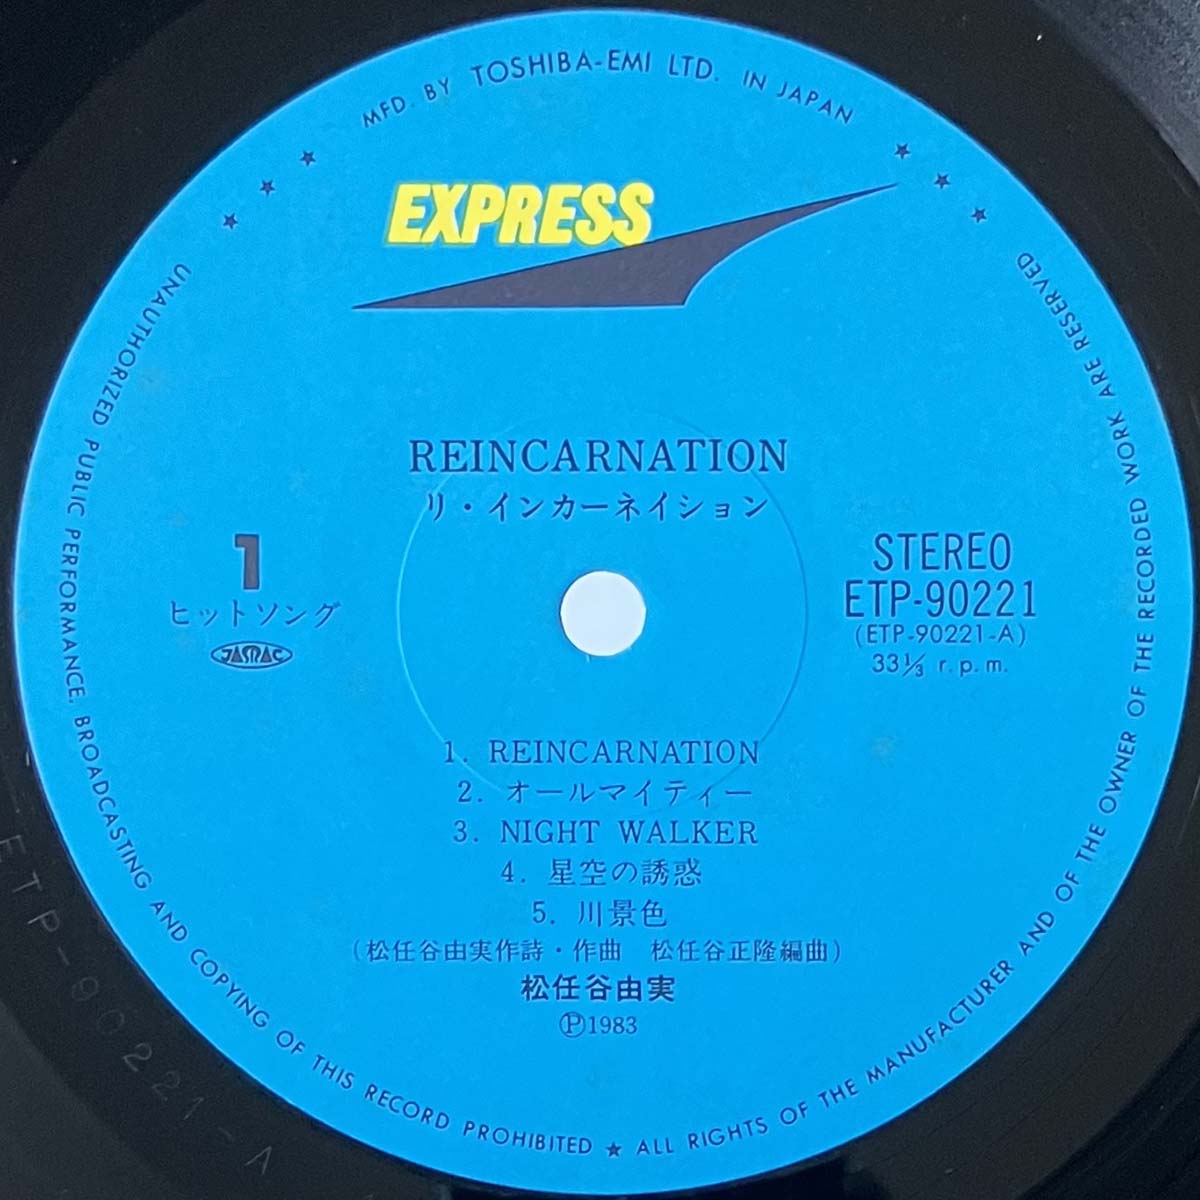 MFD. BY TOSHIBA-EMI LTD. IN JAPAN
EXPRESS
REINCARNATION
リ・インカーネイション
1
ヒットソング
JASRAC
STEREO
ETP-90221
(ETP-90221-A)
33⅓ r.p.m.
1. REINCARNATION
2. オールマイティー
3. NIGHT WALKER
4. 星空の誘惑
5. 川景色
(松任谷由実作詩・作曲　松任谷正隆編曲)
松任谷由実
Ⓟ1983
UNAUTHORIZED PUBLIC PERFORMANCE. BROADCASTING AND COPYING OF THIS RECORD PROHIBITED ★ ALL RIGHTS OF THE MANUFACTURER AND OF THE OWNER OF THE RECORDED WORK ARE RESERVED
ETP-90221-A